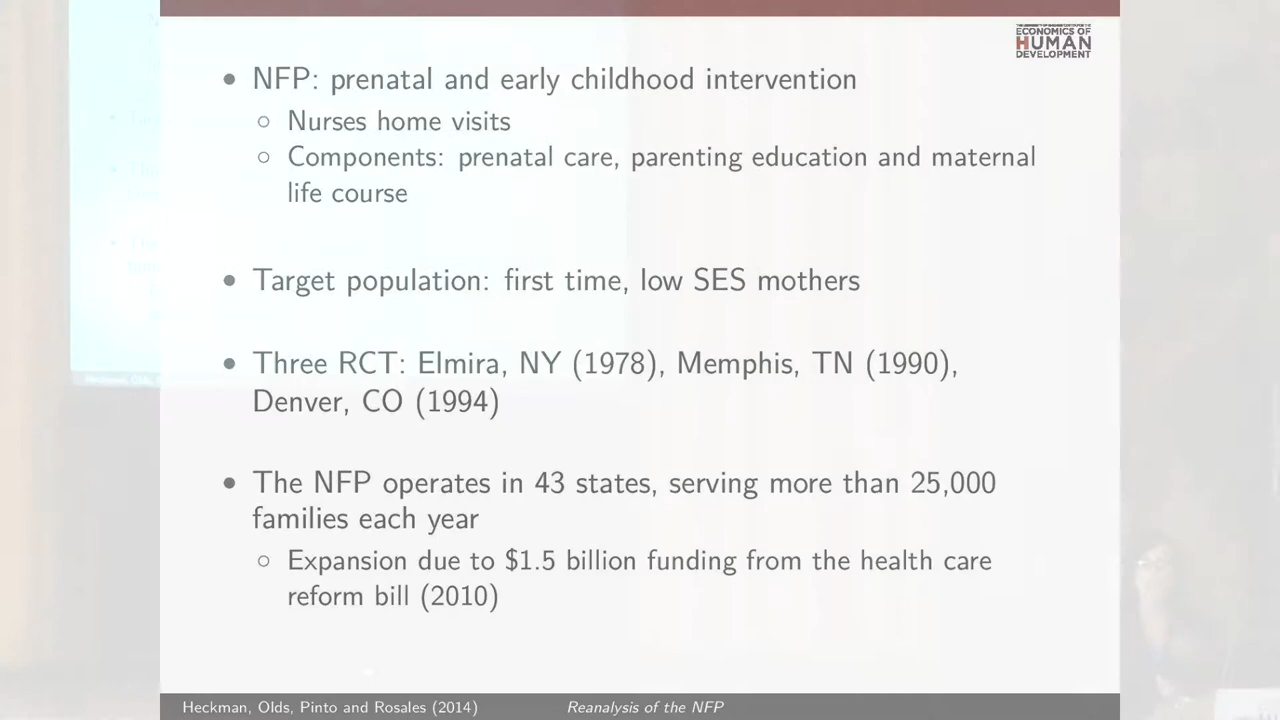 ECONOMICS OF
HUMAN
DEVELOPMENT
• NFP: prenatal and early childhood intervention
○ Nurses home visits
○ Components: prenatal care, parenting education and maternal
life course
• Target population: first time, low SES mothers
• Three RCT: Elmira, NY (1978), Memphis, TN (1990),
Denver, CO (1994)
• The NFP operates in 43 states, serving more than 25,000
families each year
○ Expansion due to $1.5 billion funding from the health care
reform bill (2010)
Heckman, Olds, Pinto and Rosales (2014) Reanalysis of the NFP